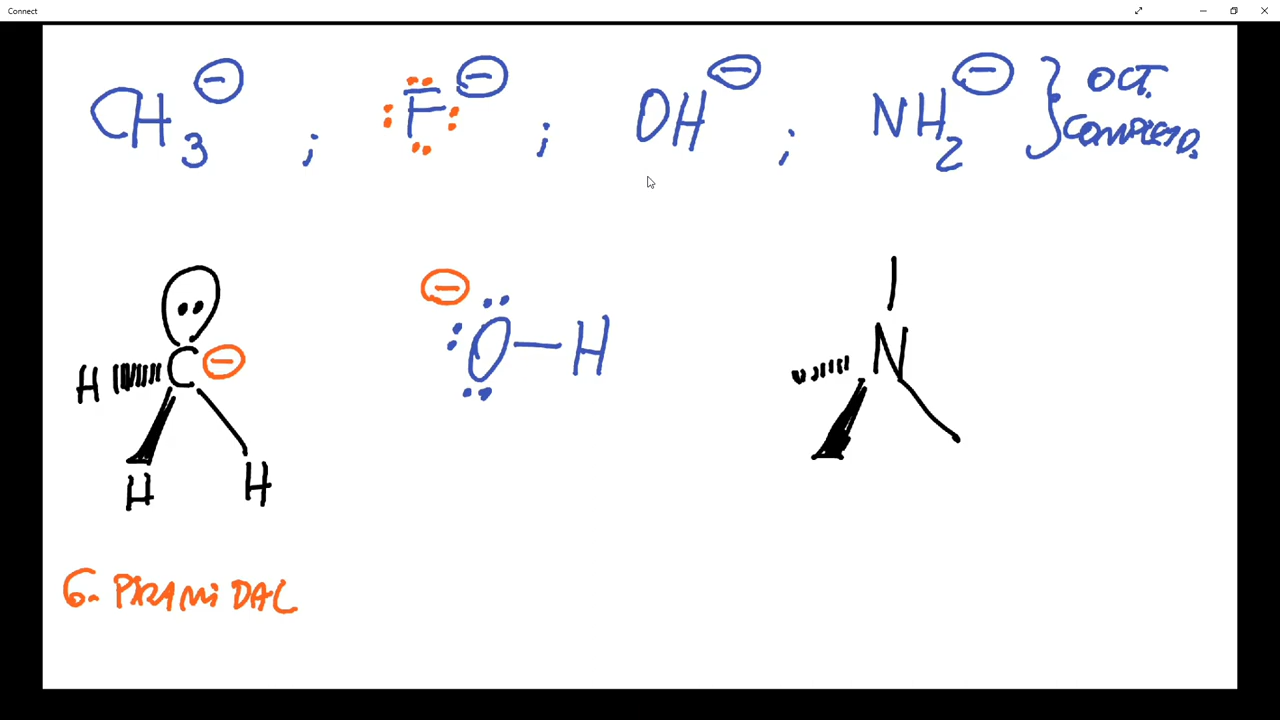 Connect
CH3⊖ ; :F:⊖ ; OH⊖ ; NH2⊖ } OCT.
COMPLETO.
⊖
H C⊖ :O–H N
H H
G. PIRAMiDAL